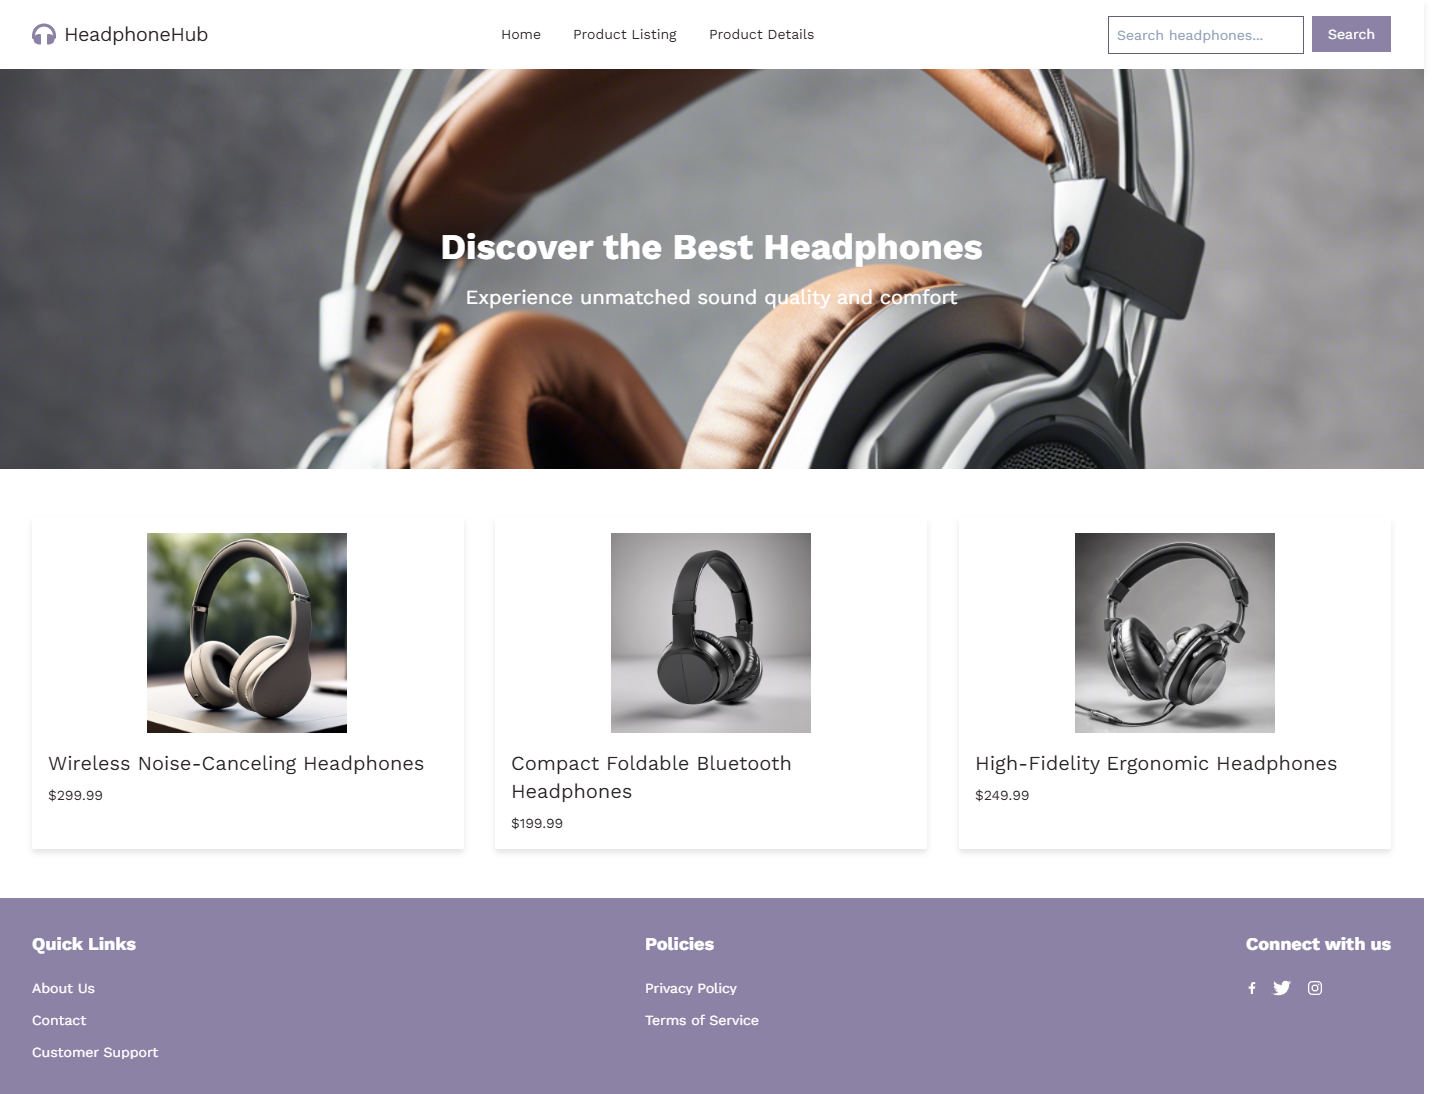 HeadphoneHub
Home
Product Listing
Product Details
Search headphones...
Search
Discover the Best Headphones
Experience unmatched sound quality and comfort
Wireless Noise-Canceling Headphones
$299.99
Compact Foldable Bluetooth
Headphones
$199.99
High-Fidelity Ergonomic Headphones
$249.99
Quick Links
About Us
Contact
Customer Support
Policies
Privacy Policy
Terms of Service
Connect with us